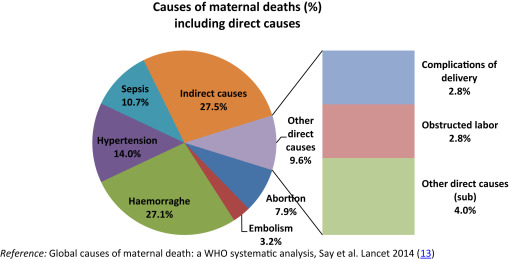 Causes of maternal deaths (%)
including direct causes
Sepsis
10.7%
Indirect causes
27.5%
Hypertension
14.0%
Other
direct
causes
9.6%
Haemorraghe
27.1%
Abortion
7.9%
Embolism
3.2%
Complications of
delivery
2.8%
Obstructed labor
2.8%
Other direct causes
(sub)
4.0%
Reference: Global causes of maternal death: a WHO systematic analysis, Say et al. Lancet 2014 (13)